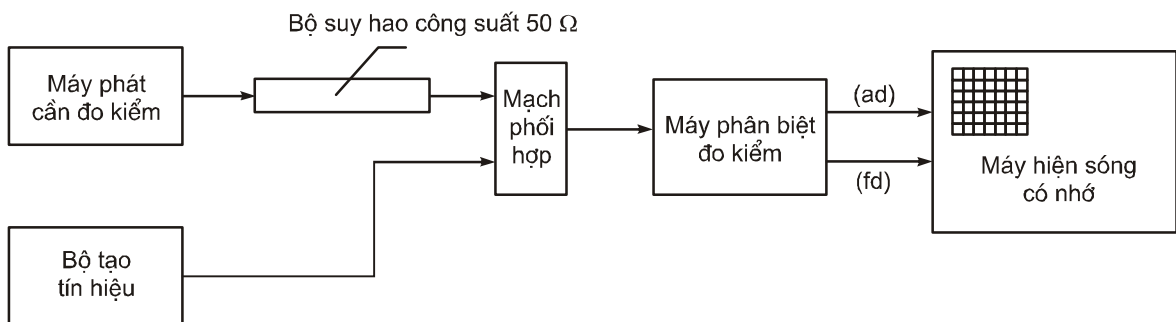 Bộ suy hao công suất 50 Ω
Máy phát
cần đo kiểm
Mạch
phối
hợp
Máy phân biệt
đo kiểm
(ad)
(fd)
Máy hiện sóng
có nhớ
Bộ tạo
tín hiệu